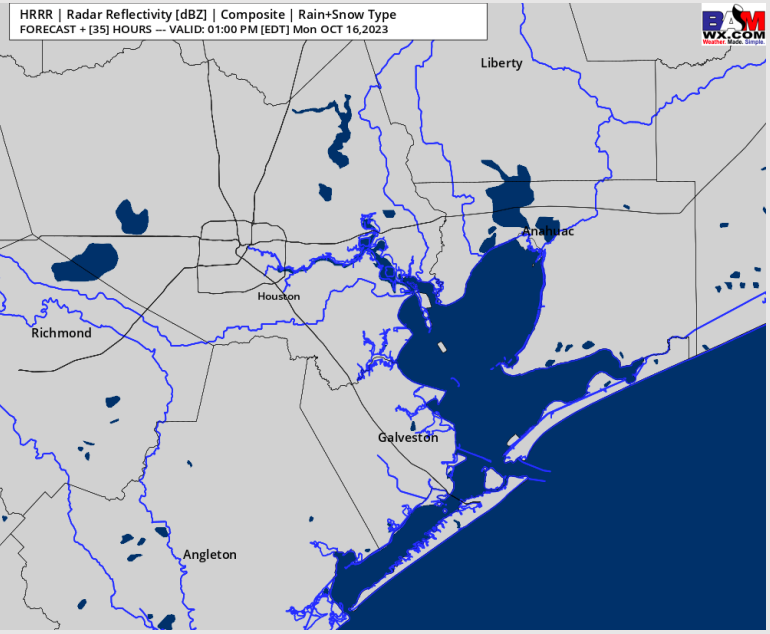 HRRR | Radar Reflectivity [dBZ] | Composite | Rain+Snow Type
FORECAST + [35] HOURS --- VALID: 01:00 PM [EDT] Mon OCT 16,2023
BAM
WX.COM
Weather. Made. Simple.
Liberty
Anahuac
Houston
Richmond
Galveston
Angleton